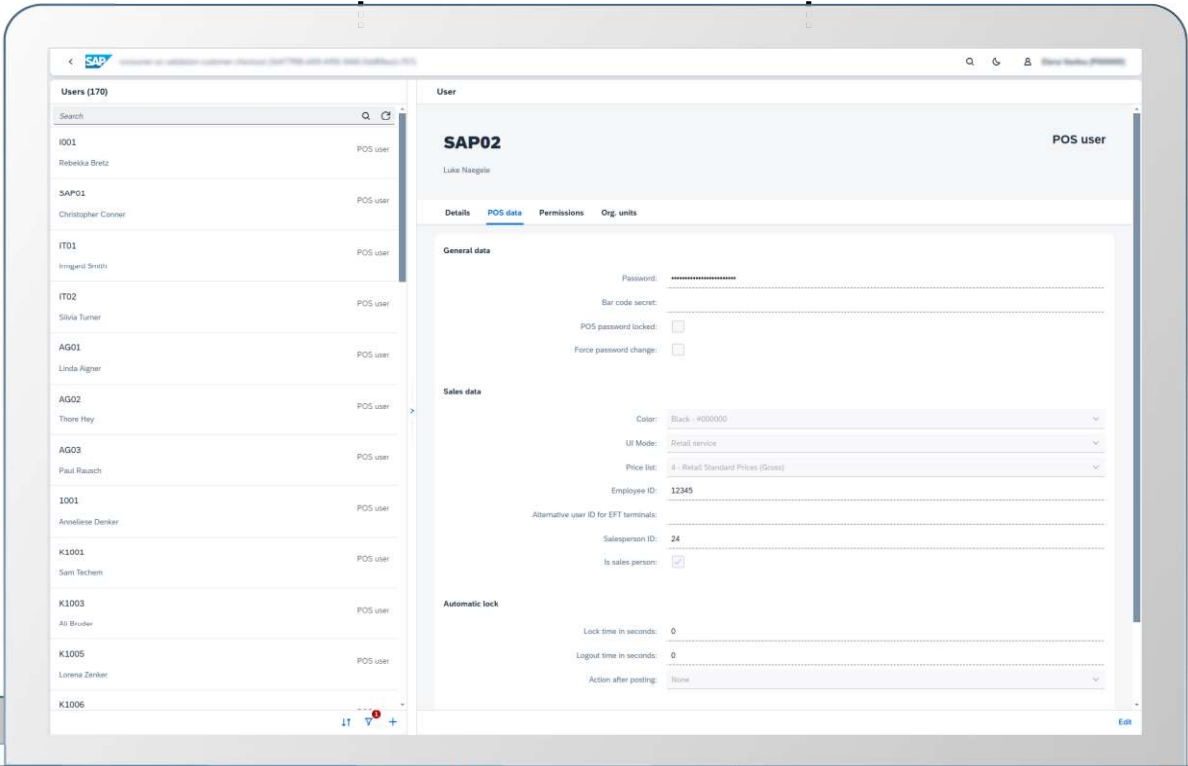 SAP
Users (170)
User
Search
I001
POS user
Rebekka Bretz
SAP01
POS user
Christopher Conner
IT01
POS user
Irmgard Smith
IT02
POS user
Silvia Turner
AG01
POS user
Linda Aigner
AG02
POS user
Thore Hey
AG03
POS user
Paul Rausch
1001
POS user
Anneliese Denker
K1001
POS user
Sam Techem
K1003
POS user
Ali Bruder
K1005
POS user
Lorena Zenker
K1006
1
SAP02
POS user
Luke Naegele
Details POS data Permissions Org. units
General data
Password: 
Bar code secret:
POS password locked:
Force password change:
Sales data
Color: Black - #000000
UI Mode: Retail service
Price list: 4 - Retail Standard Prices (Gross)
Employee ID: 12345
Alternative user ID for EFT terminals:
Salesperson ID: 24
Is sales person:
Automatic lock
Lock time in seconds: 0
Logout time in seconds: 0
Action after posting: None
Edit